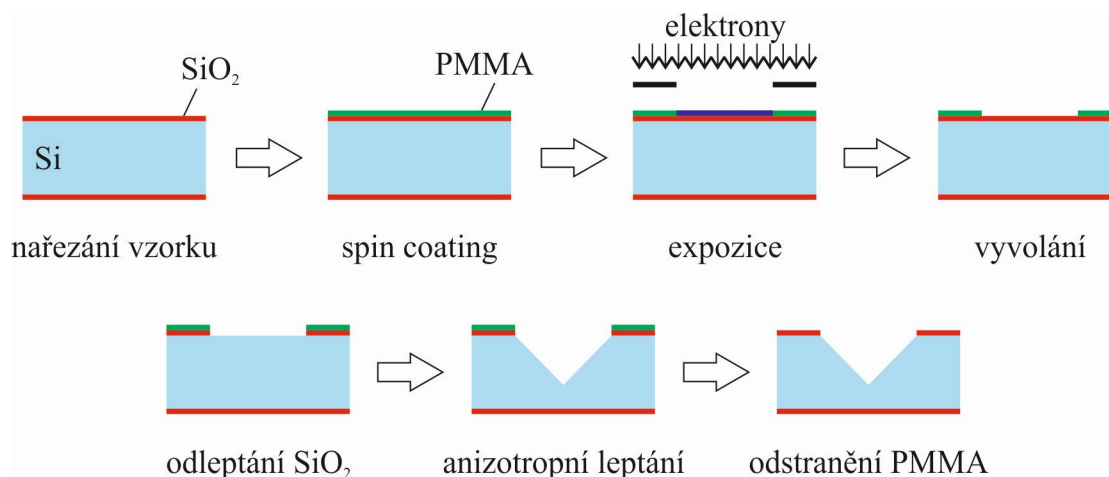 elektrony
SiO₂
PMMA
Si
nařezání vzorku
spin coating
expozice
vyvolání
odleptání SiO₂
anizotropní leptání
odstranění PMMA